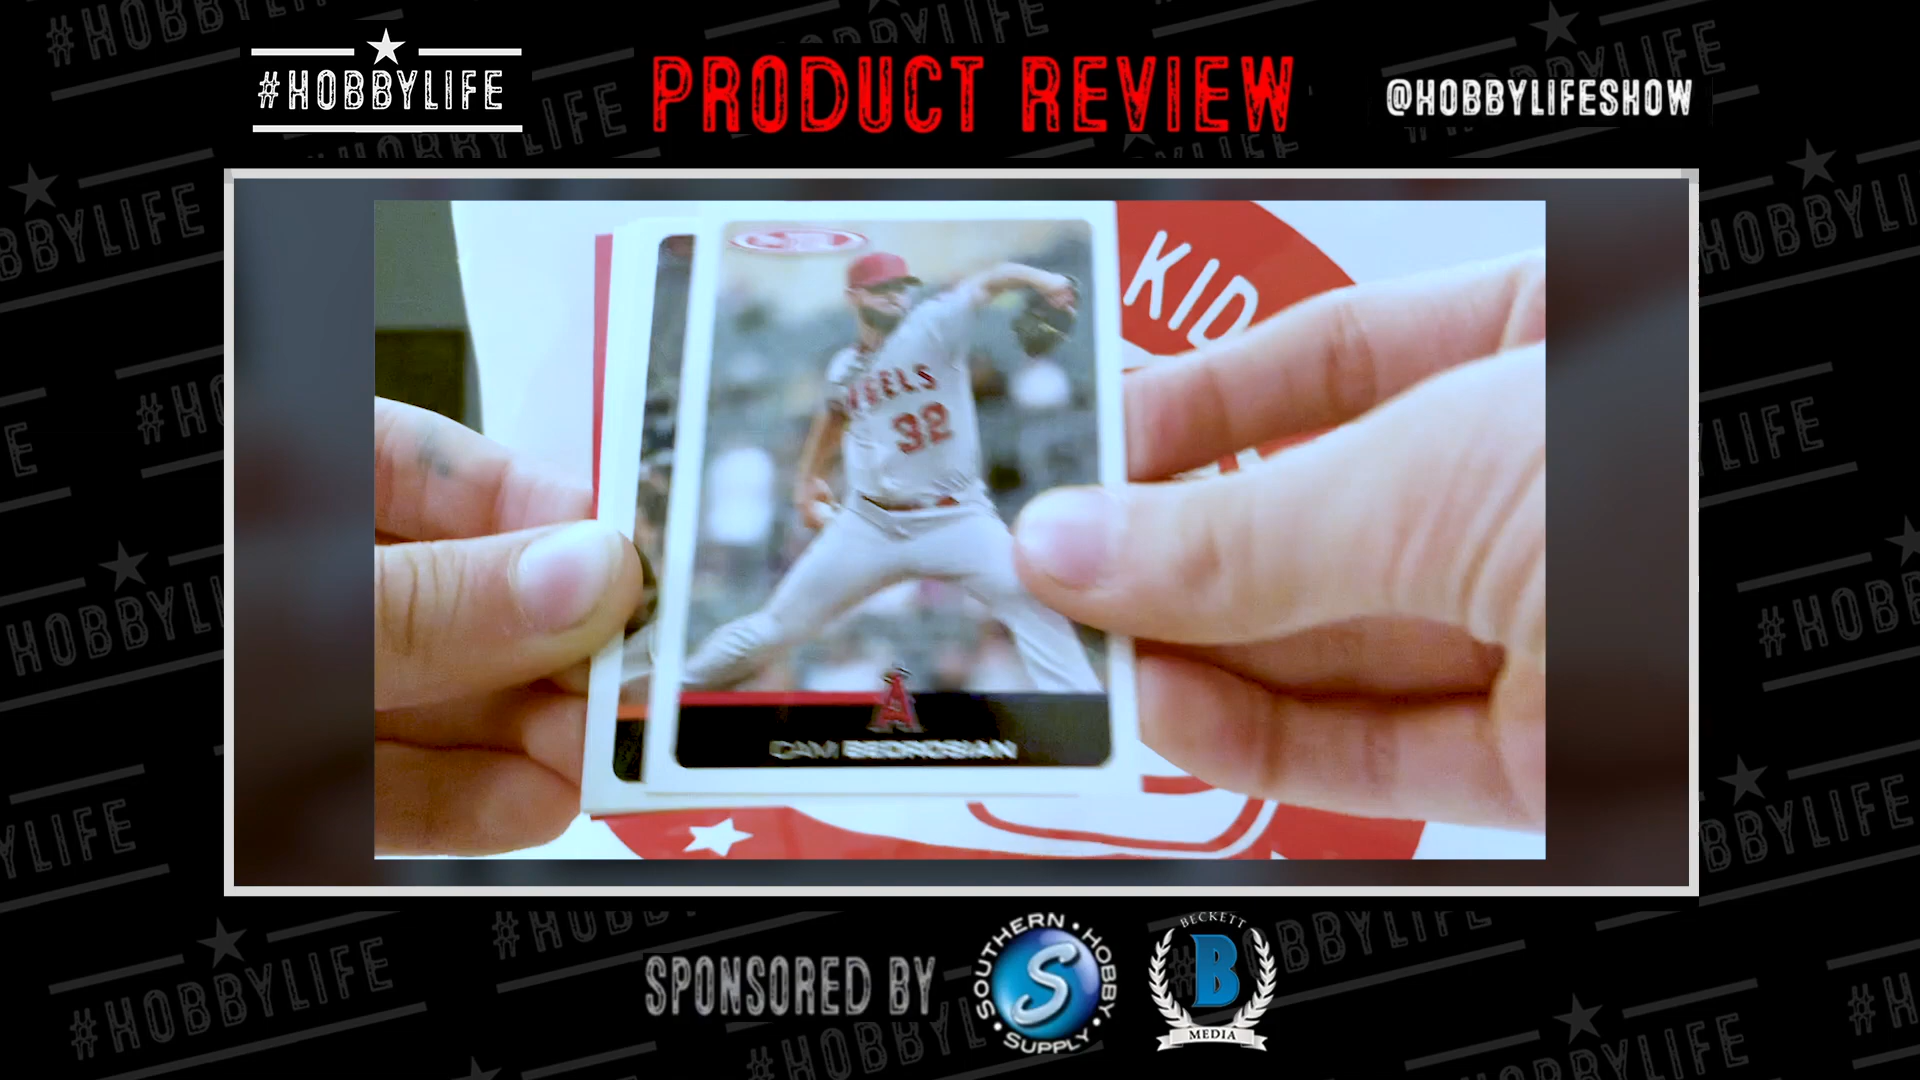 #HOBBYLIFE
PRODUCT REVIEW
@HOBBYLIFESHOW
KID
ANGELS
32
A
CAM BEDROSIAN
SPONSORED BY
SOUTHERN • HOBBY • SUPPLY •
S
BECKETT
B
MEDIA